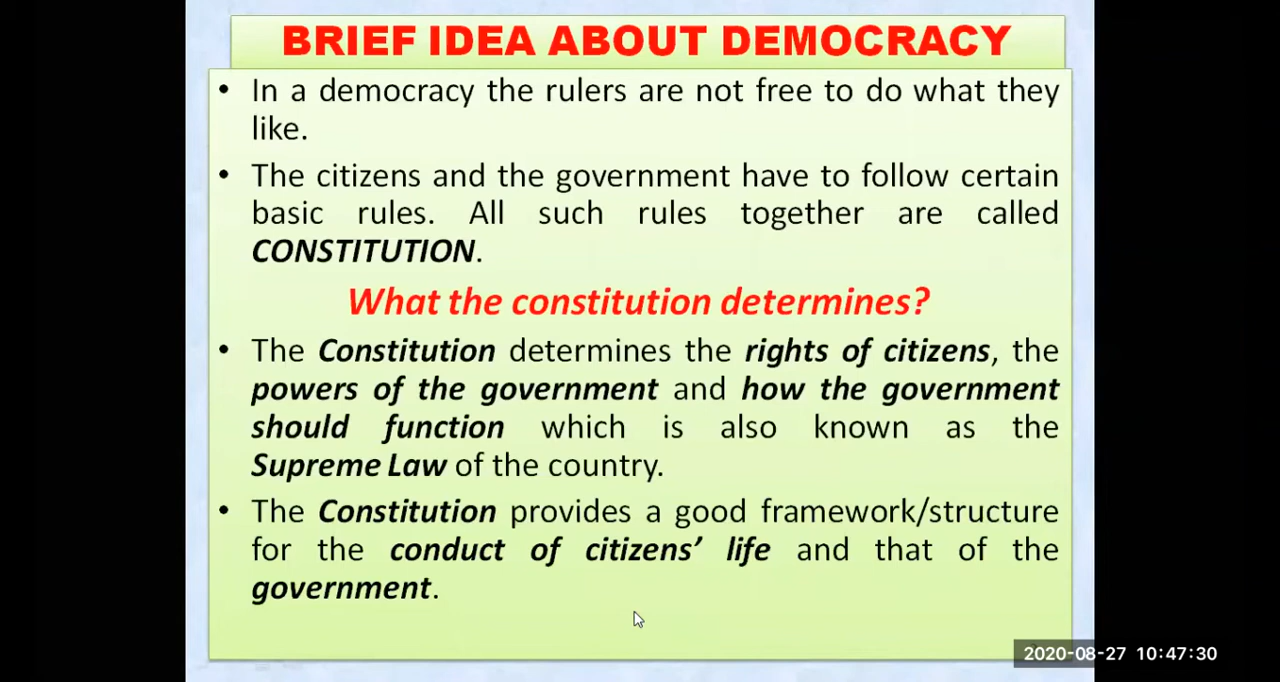 BRIEF IDEA ABOUT DEMOCRACY
• In a democracy the rulers are not free to do what they
like.
• The citizens and the government have to follow certain
basic rules. All such rules together are called
CONSTITUTION.
What the constitution determines?
• The Constitution determines the rights of citizens, the
powers of the government and how the government
should function which is also known as the
Supreme Law of the country.
• The Constitution provides a good framework/structure
for the conduct of citizens’ life and that of the
government.
2020-08-27 10:47:30